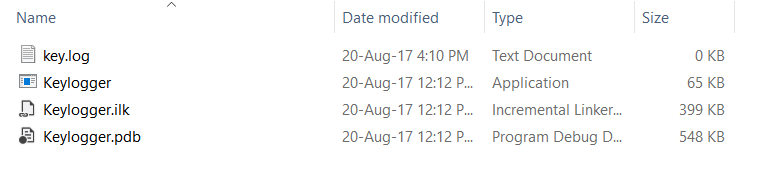 Name Date modified Type Size
key.log 20-Aug-17 4:10 PM Text Document 0 KB
Keylogger 20-Aug-17 12:12 P... Application 65 KB
Keylogger.ilk 20-Aug-17 12:12 P... Incremental Linker... 399 KB
Keylogger.pdb 20-Aug-17 12:12 P... Program Debug D... 548 KB